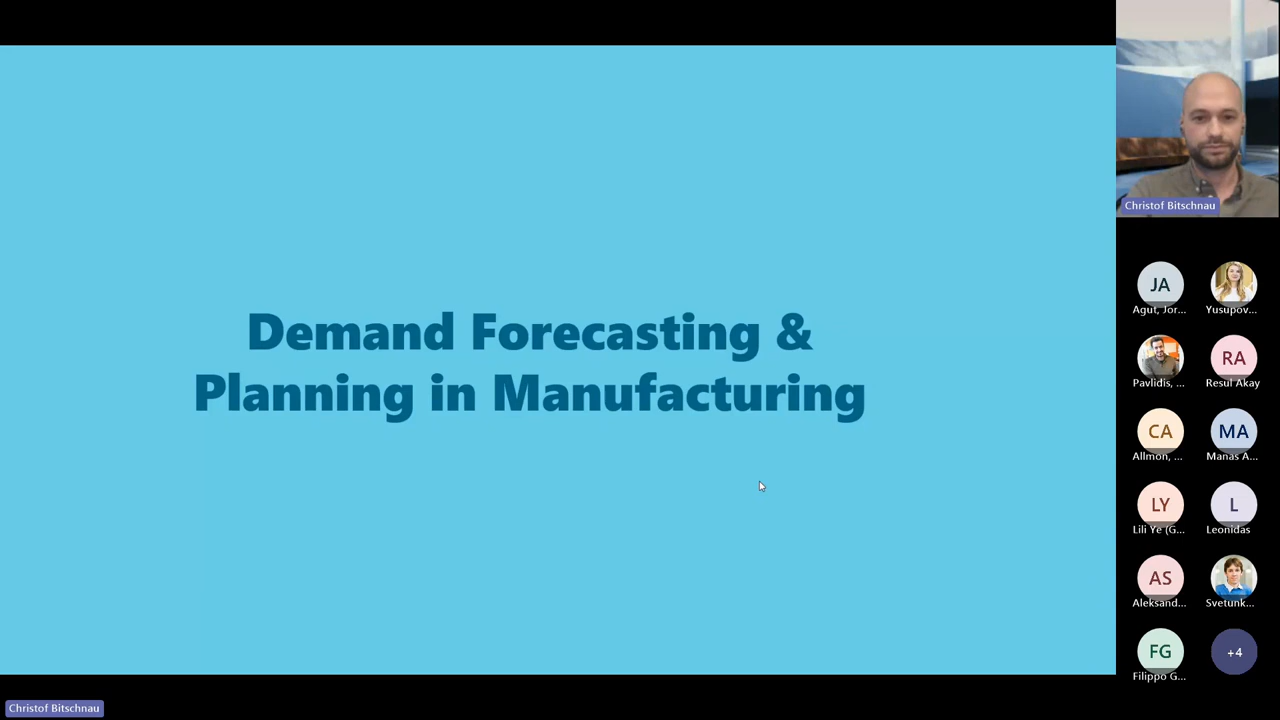 Demand Forecasting &
Planning in Manufacturing
Christof Bitschnau
JA
Agut, Jor...
Yusupov...
Pavlidis, ...
RA
Resul Akay
CA
Allmon, ...
MA
Manas A...
LY
Lili Ye (G...
L
Leonidas
AS
Aleksand...
Svetunk...
FG
Filippo G...
+4
Christof Bitschnau